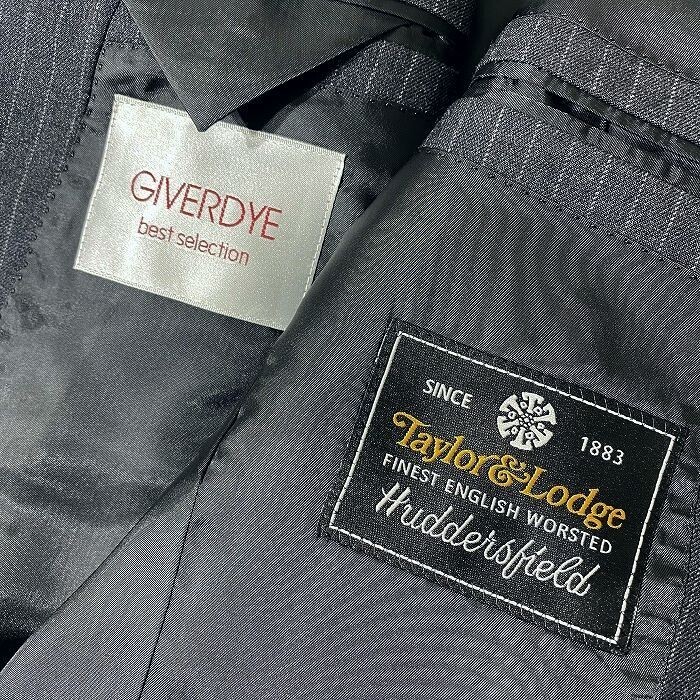 GIVERDYE
best selection
SINCE 1883
Taylor & Lodge
FINEST ENGLISH WORSTED
Huddersfield